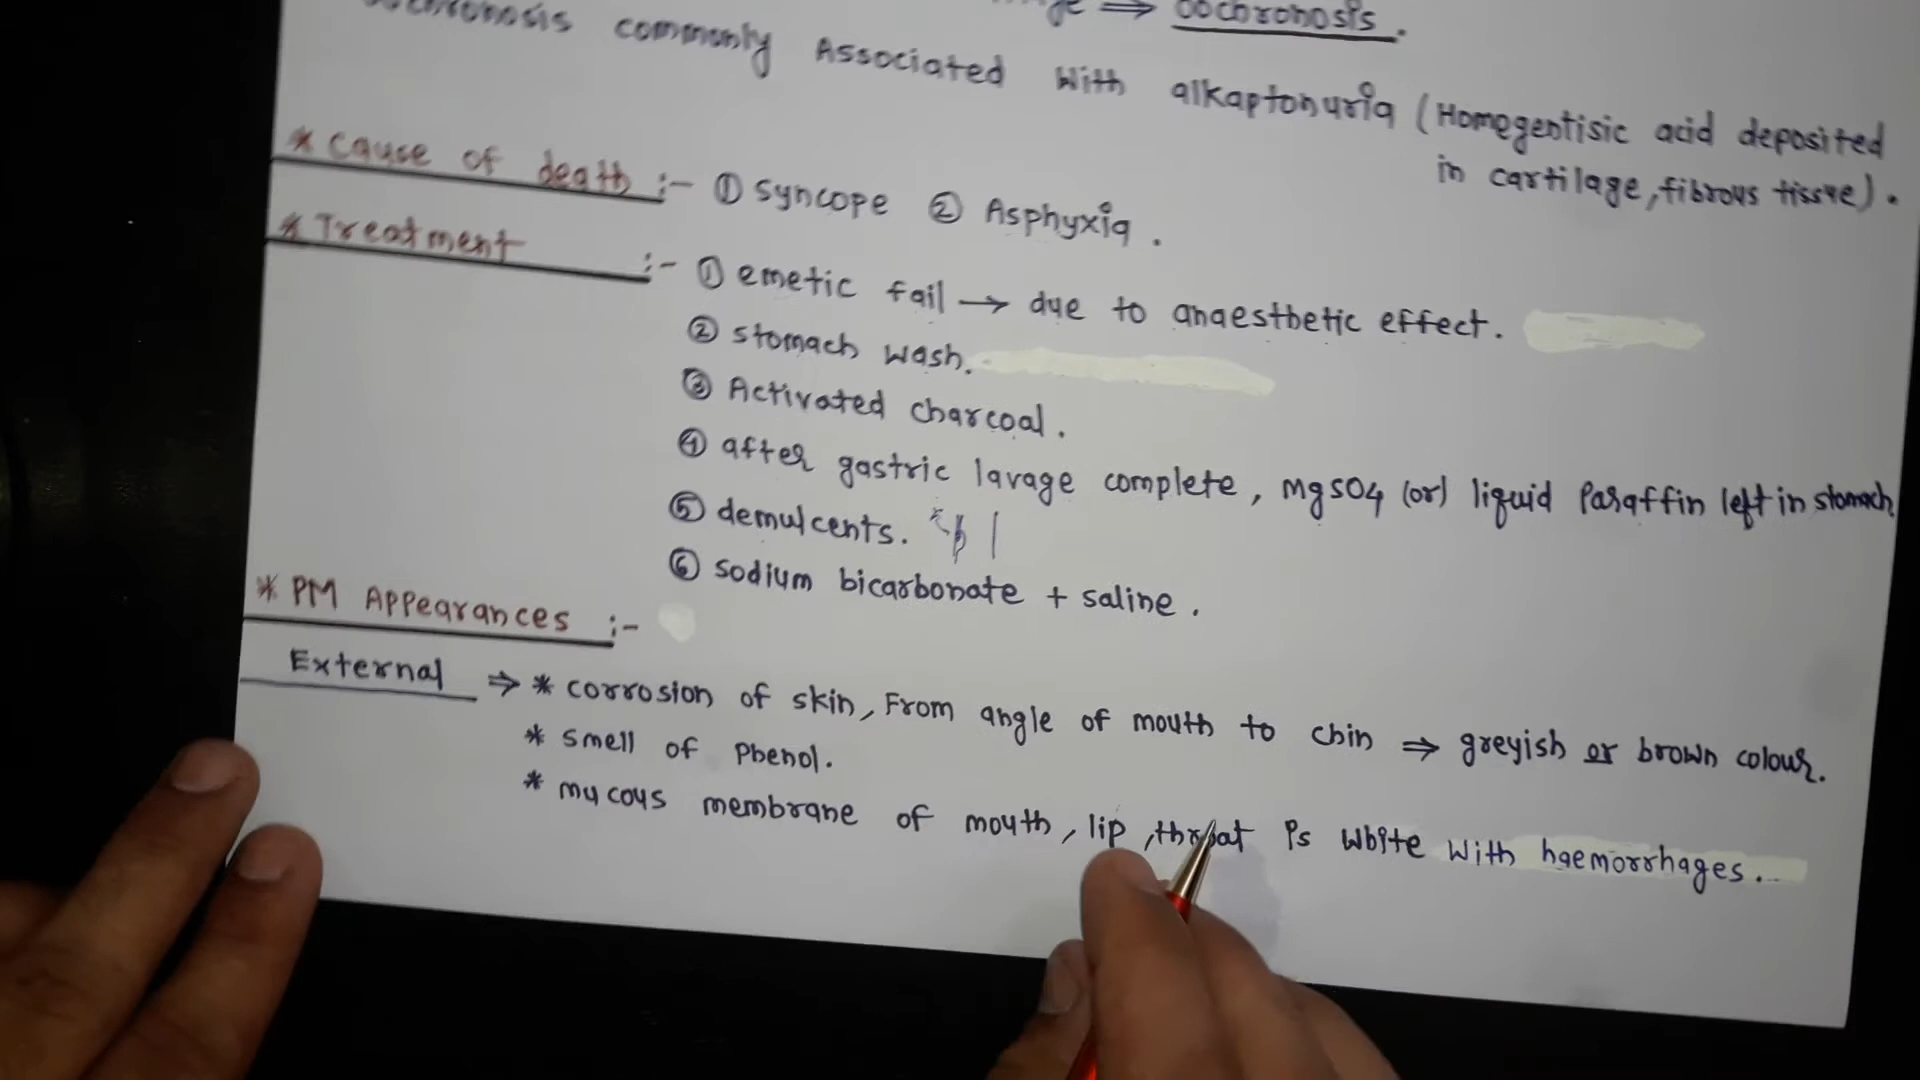 ⇒ oochronosis.
commonly Associated with alkaptonuria (Homogentisic acid deposited
in cartilage, fibrous tissue).
* Cause of death :- ① syncope ② Asphyxia.
* Treatment :- ① emetic fail → due to anaesthetic effect.
② stomach wash.
③ Activated charcoal.
④ after gastric lavage complete, MgSO4 (or) liquid Paraffin left in stomach
⑤ demulcents.
⑥ sodium bicarbonate + saline.
* PM Appearances :-
External ⇒ * corrosion of skin, From angle of mouth to chin ⇒ greyish or brown colour.
* smell of Phenol.
* mucous membrane of mouth, lip, throat is white with haemorrhages.